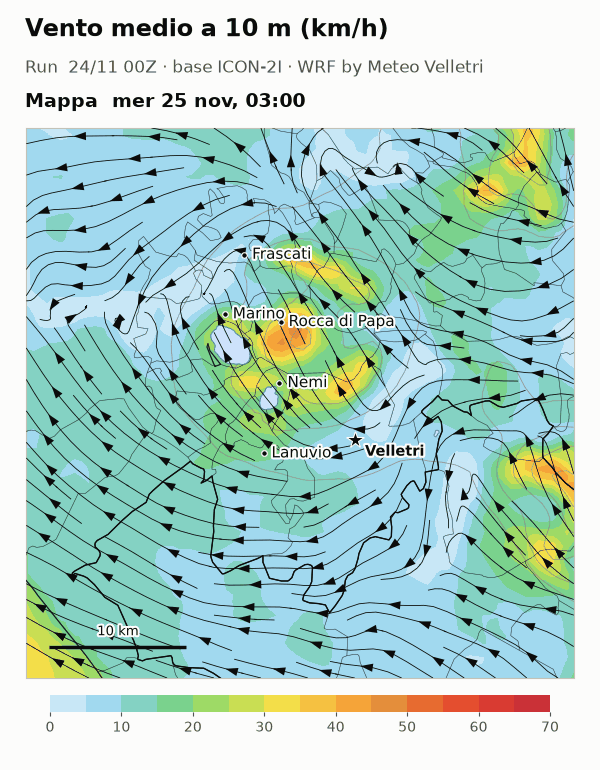 Vento medio a 10 m (km/h)
Run  24/11 00Z · base ICON-2I · WRF by Meteo Velletri
Mappa  mer 25 nov, 03:00
Frascati
Marino
Rocca di Papa
Nemi
Velletri
Lanuvio
10 km
0 10 20 30 40 50 60 70